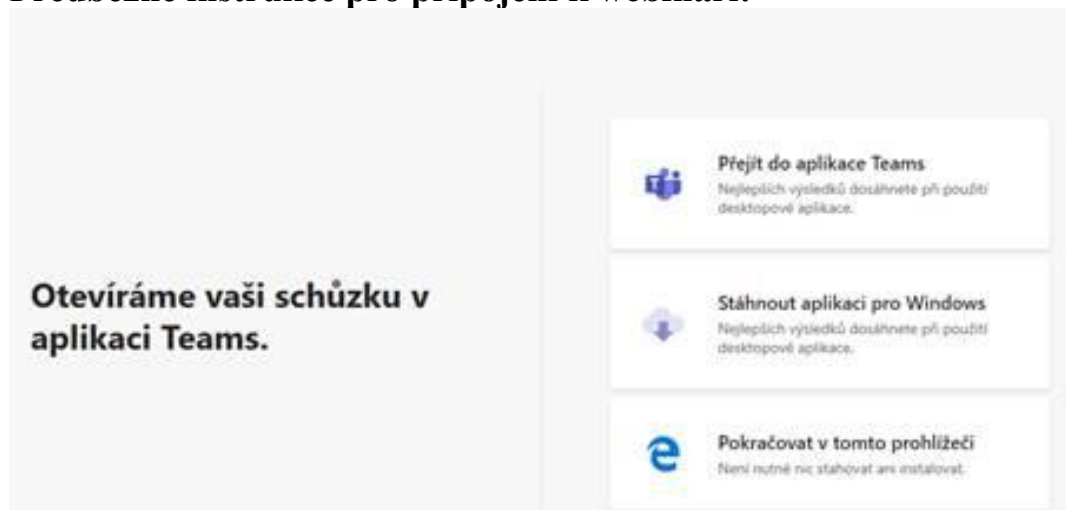 Otevíráme vaši schůzku v
aplikaci Teams.
Přejít do aplikace Teams
Nejlepších výsledků dosáhnete při použití
desktopové aplikace.
Stáhnout aplikaci pro Windows
Nejlepších výsledků dosáhnete při použití
desktopové aplikace.
Pokračovat v tomto prohlížeči
Není nutné nic stahovat ani instalovat.